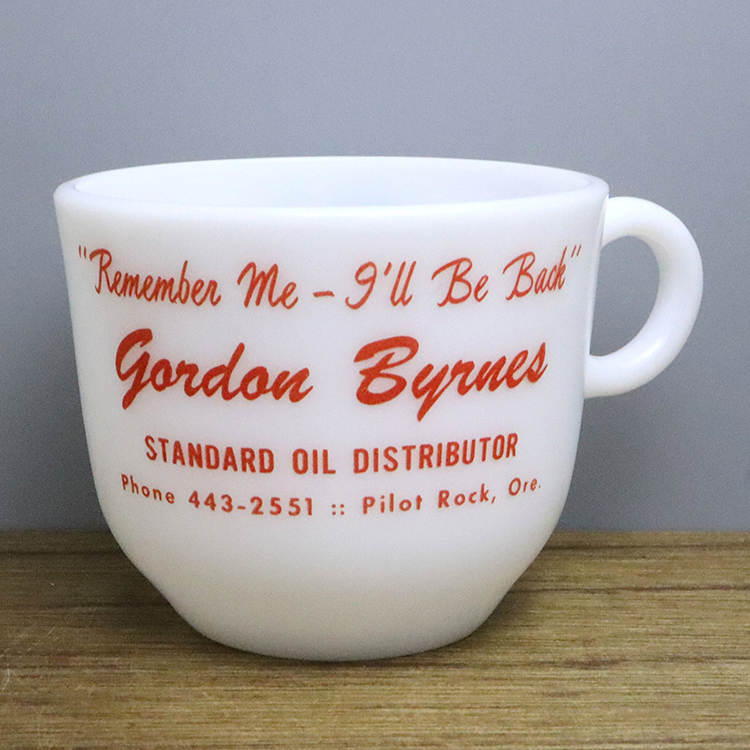 "Remember Me – I'll Be Back"
Gordon Byrnes
STANDARD OIL DISTRIBUTOR
Phone 443-2551 :: Pilot Rock, Ore.